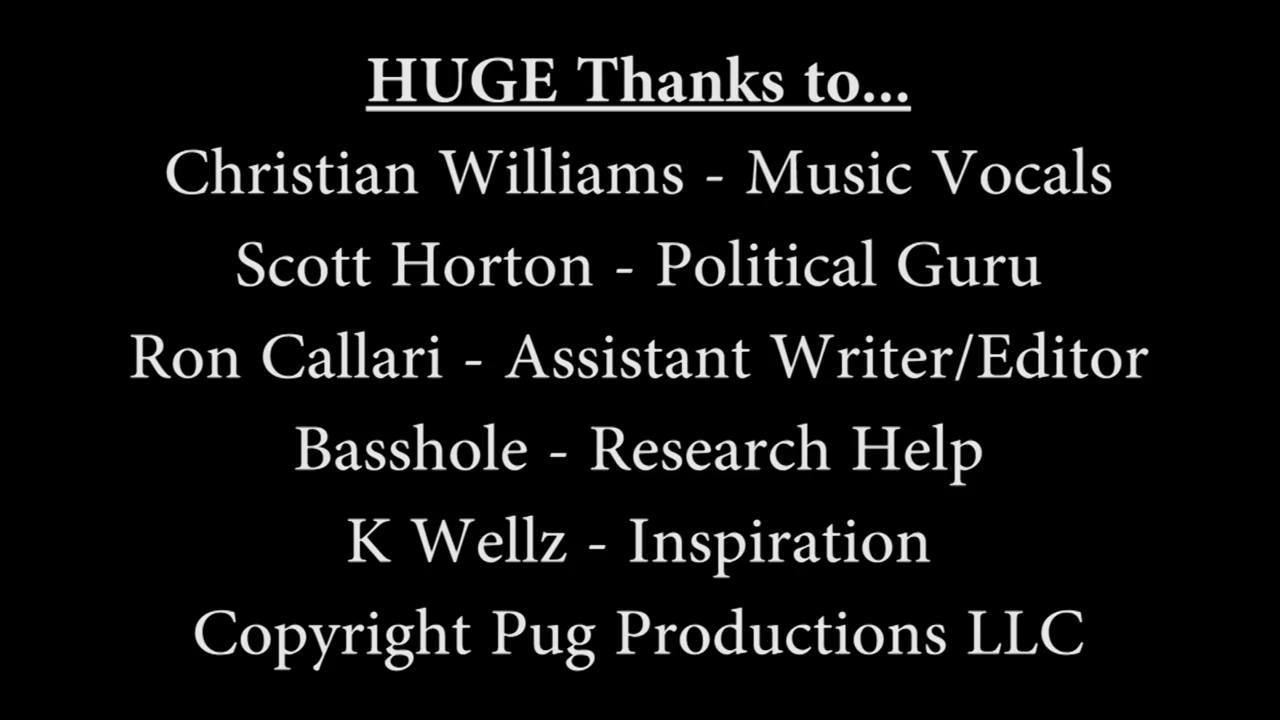 HUGE Thanks to...
Christian Williams - Music Vocals
Scott Horton - Political Guru
Ron Callari - Assistant Writer/Editor
Basshole - Research Help
K Wellz - Inspiration
Copyright Pug Productions LLC